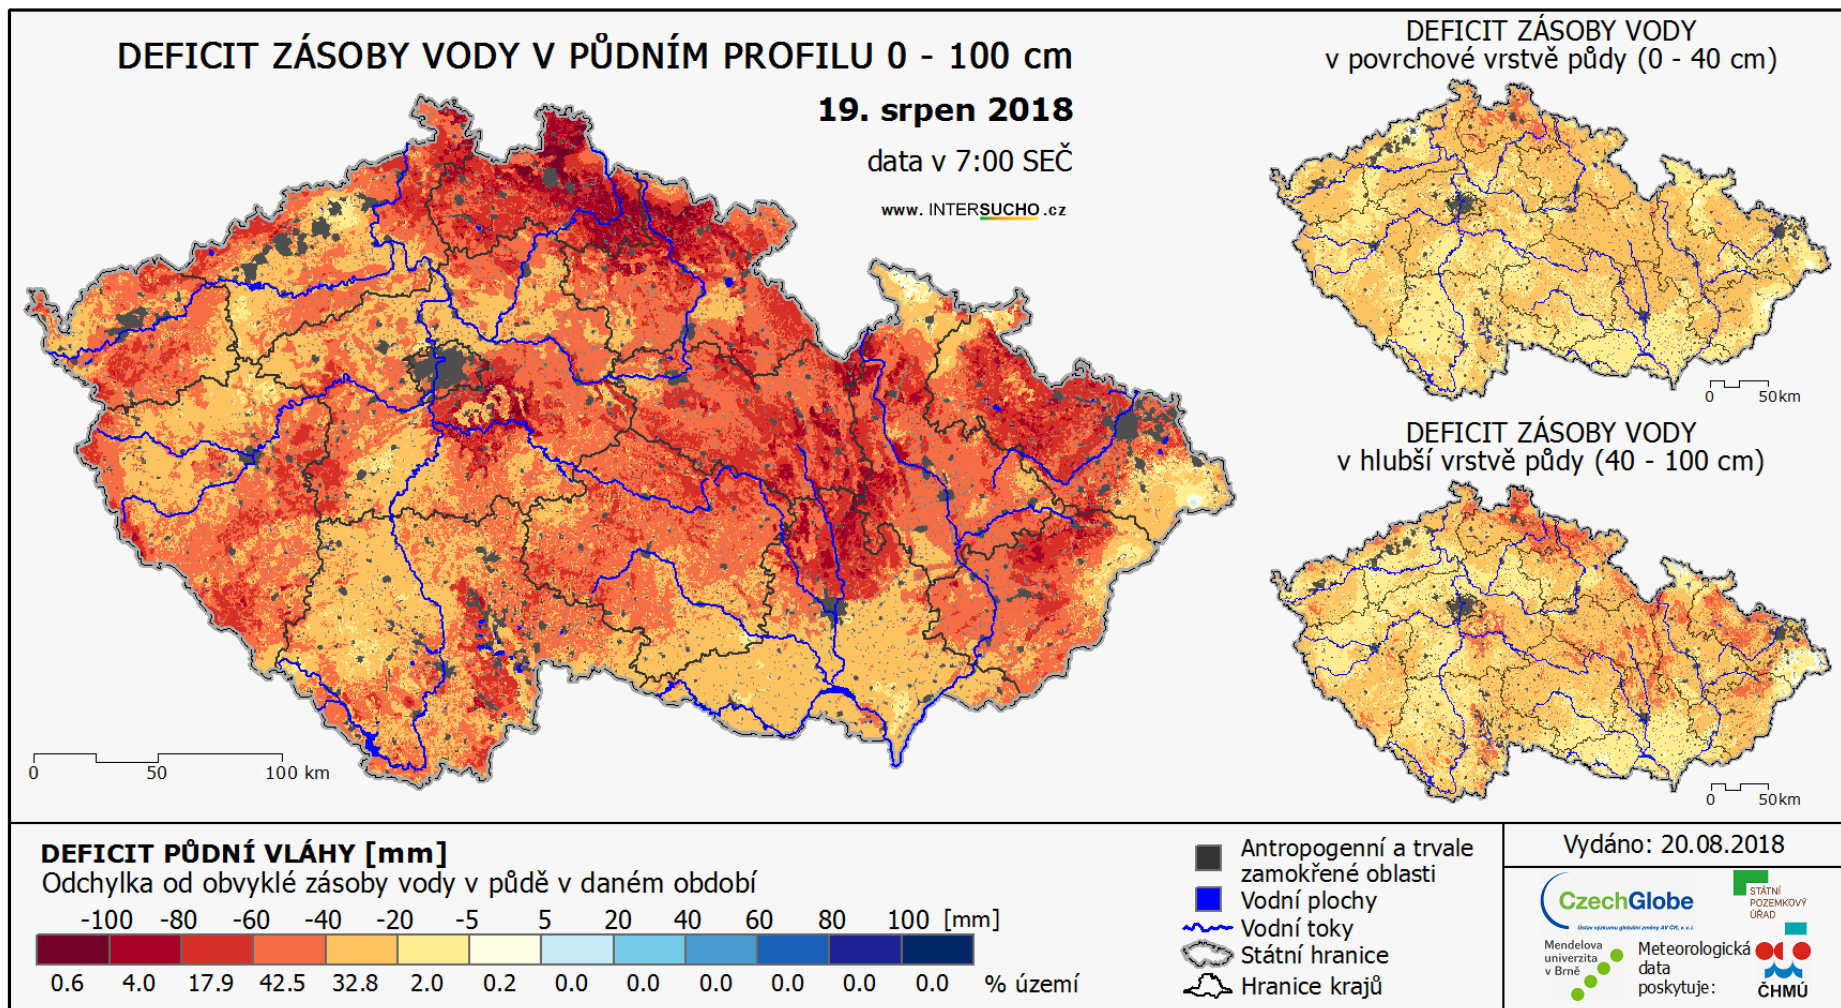 DEFICIT ZÁSOBY VODY V PŮDNÍM PROFILU 0 - 100 cm
19. srpen 2018
data v 7:00 SEČ
www. INTERSUCHO .cz
0 50 100 km
DEFICIT ZÁSOBY VODY
v povrchové vrstvě půdy (0 - 40 cm)
0 50km
DEFICIT ZÁSOBY VODY
v hlubší vrstvě půdy (40 - 100 cm)
0 50km
DEFICIT PŮDNÍ VLÁHY [mm]
Odchylka od obvyklé zásoby vody v půdě v daném období
-100 -80 -60 -40 -20 -5 5 20 40 60 80 100 [mm]
0.6 4.0 17.9 42.5 32.8 2.0 0.2 0.0 0.0 0.0 0.0 0.0 0.0 % území
Antropogenní a trvale
zamokřené oblasti
Vodní plochy
Vodní toky
Státní hranice
Hranice krajů
Vydáno: 20.08.2018
CzechGlobe
Ústav výzkumu globální změny AV ČR, v.v.i.
STÁTNÍ
POZEMKOVÝ
ÚŘAD
Mendelova
univerzita
v Brně
Meteorologická
data
poskytuje:
ČHMÚ